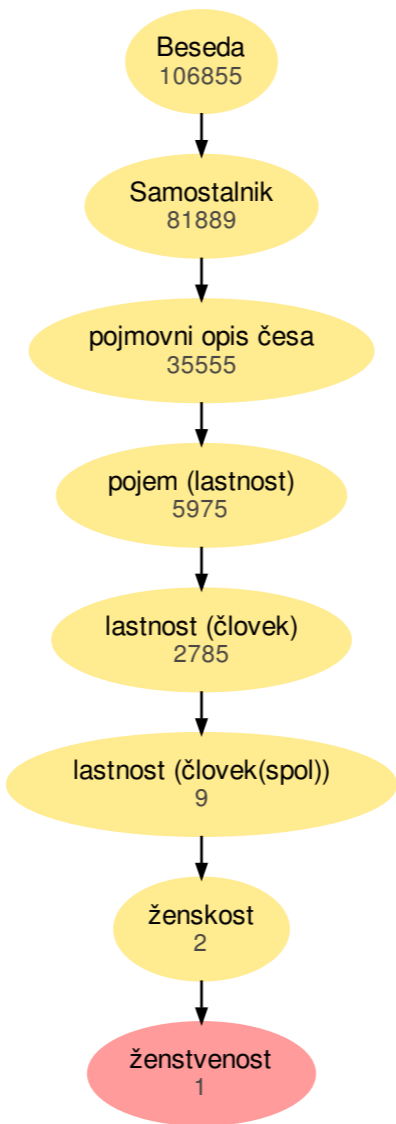 Beseda
106855
Samostalnik
81889
pojmovni opis česa
35555
pojem (lastnost)
5975
lastnost (človek)
2785
lastnost (človek(spol))
9
ženskost
2
ženstvenost
1